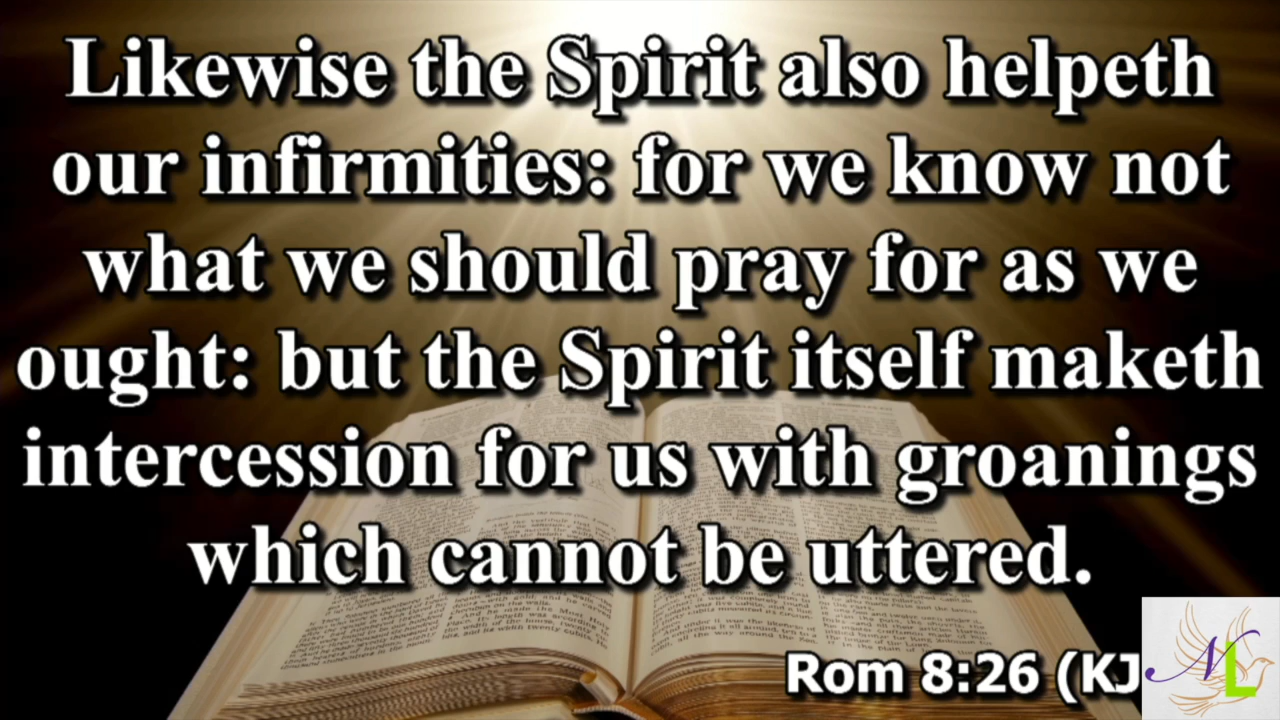 Likewise the Spirit also helpeth
our infirmities: for we know not
what we should pray for as we
ought: but the Spirit itself maketh
intercession for us with groanings
which cannot be uttered.
Rom 8:26 (KJ
NL